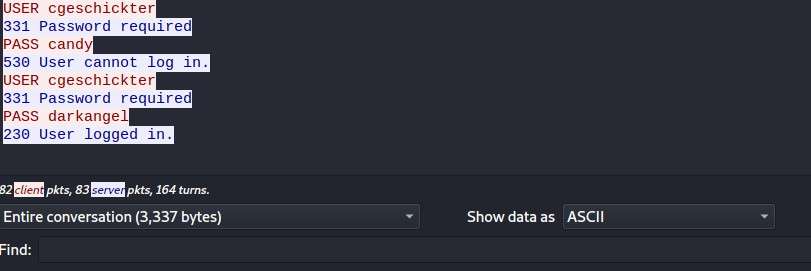 USER cgeschickter
331 Password required
PASS candy
530 User cannot log in.
USER cgeschickter
331 Password required
PASS darkangel
230 User logged in.
82 client pkts, 83 server pkts, 164 turns.
Entire conversation (3,337 bytes) Show data as ASCII
Find: